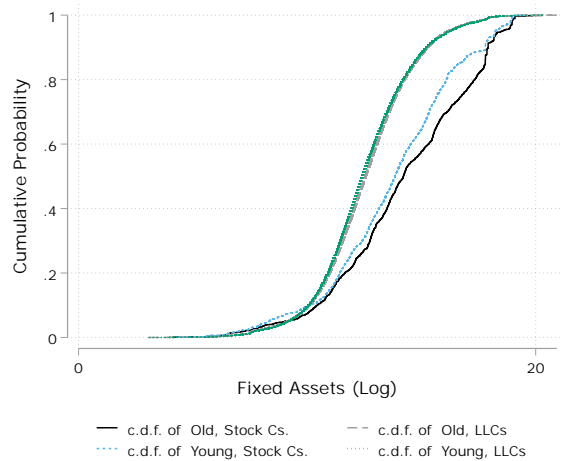 1
.8
.6
.4
.2
0
Cumulative Probability
0 20
Fixed Assets (Log)
c.d.f. of Old, Stock Cs. c.d.f. of Old, LLCs
c.d.f. of Young, Stock Cs. c.d.f. of Young, LLCs